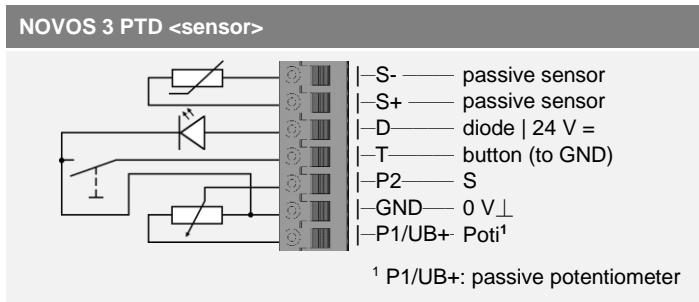 NOVOS 3 PTD <sensor>
S- passive sensor
S+ passive sensor
D diode | 24 V =
T button (to GND)
P2 S
GND 0 V⊥
P1/UB+ Poti¹
¹ P1/UB+: passive potentiometer